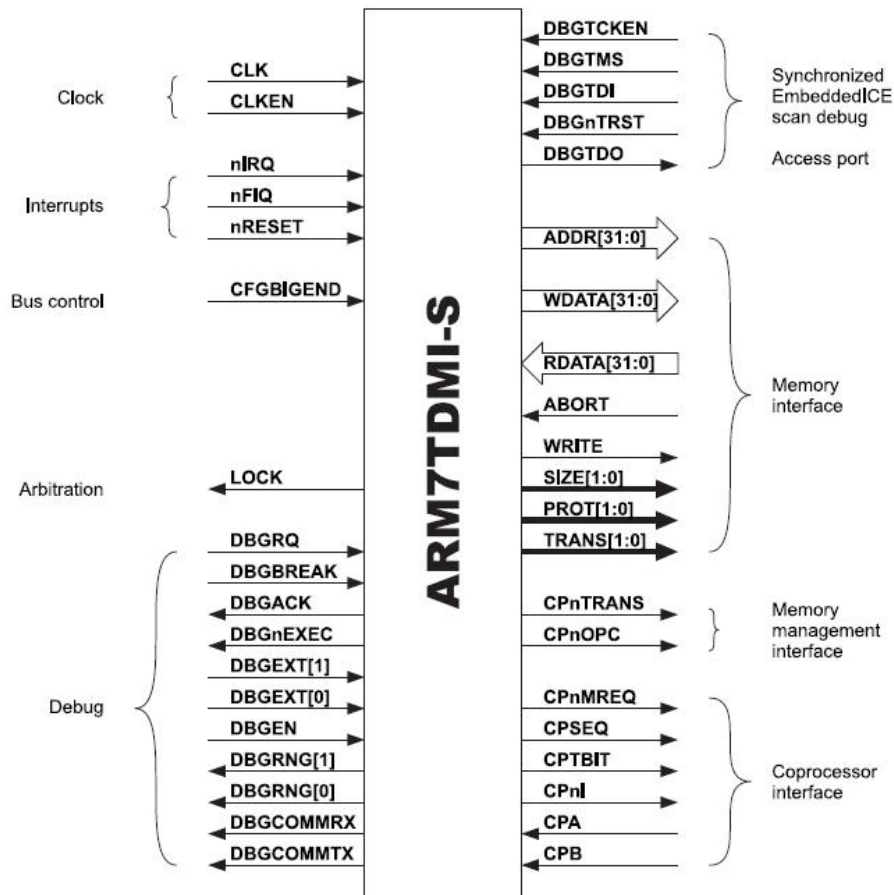 Clock
CLK
CLKEN
Interrupts
nIRQ
nFIQ
nRESET
Bus control
CFGBIGEND
Arbitration
LOCK
Debug
DBGRQ
DBGBREAK
DBGACK
DBGnEXEC
DBGEXT[1]
DBGEXT[0]
DBGEN
DBGRNG[1]
DBGRNG[0]
DBGCOMMRX
DBGCOMMTX
ARM7TDMI-S
DBGTCKEN
DBGTMS
DBGTDI
DBGnTRST
DBGTDO
Synchronized
EmbeddedICE
scan debug
Access port
ADDR[31:0]
WDATA[31:0]
RDATA[31:0]
ABORT
WRITE
SIZE[1:0]
PROT[1:0]
TRANS[1:0]
Memory
interface
CPnTRANS
CPnOPC
Memory
management
interface
CPnMREQ
CPSEQ
CPTBIT
CPnI
CPA
CPB
Coprocessor
interface